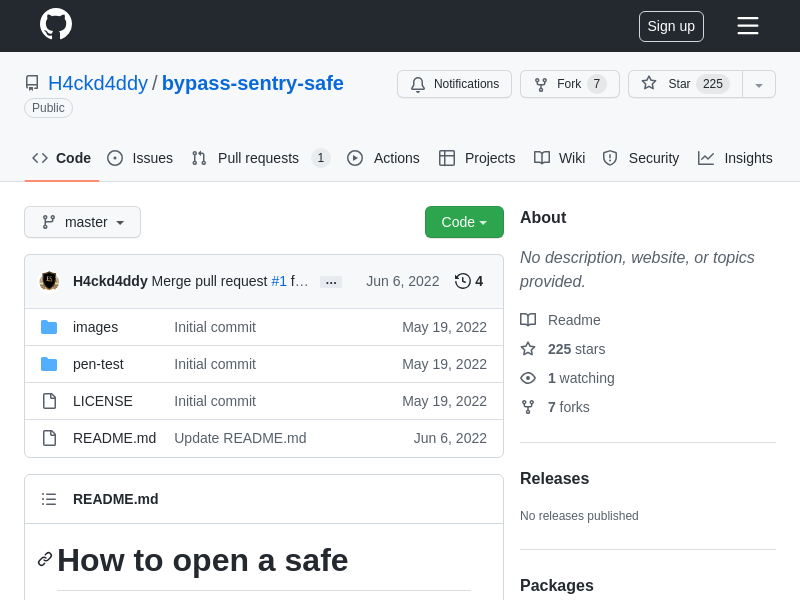 Sign up
H4ckd4ddy / bypass-sentry-safe
Public
Notifications
Fork 7
Star 225
Code
Issues
Pull requests 1
Actions
Projects
Wiki
Security
Insights
master
Code
H4ckd4ddy Merge pull request #1 f… … Jun 6, 2022 4
images Initial commit May 19, 2022
pen-test Initial commit May 19, 2022
LICENSE Initial commit May 19, 2022
README.md Update README.md Jun 6, 2022
README.md
How to open a safe
About
No description, website, or topics
provided.
Readme
225 stars
1 watching
7 forks
Releases
No releases published
Packages